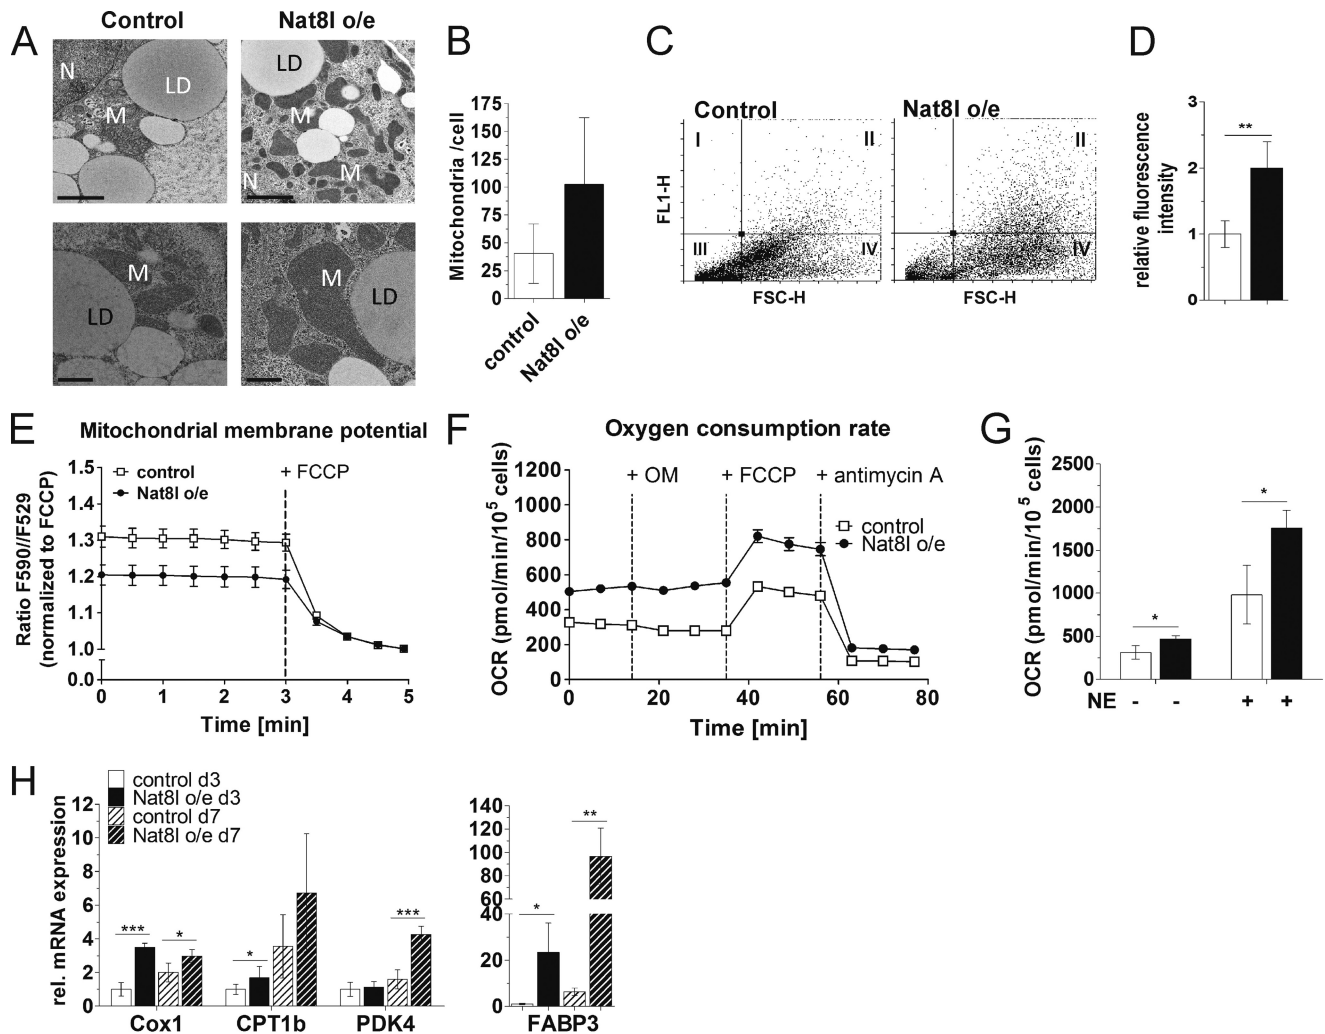 A
Control
Nat8l o/e
N
LD
M
LD
M
M
N
M
LD
M
LD
B
Mitochondria /cell
175
150
125
100
75
50
25
0
control
Nat8l o/e
C
Control
Nat8l o/e
FL1-H
I
II
III
IV
II
IV
FSC-H
FSC-H
D
relative fluorescence
intensity
3
2
1
0
**
E
Mitochondrial membrane potential
Ratio F590//F529
(normalized to FCCP)
1.5
1.4
1.3
1.2
1.1
1.0
0.0
control
Nat8l o/e
+ FCCP
0
1
2
3
4
5
Time [min]
F
Oxygen consumption rate
OCR (pmol/min/10^5 cells)
1200
1000
800
600
400
200
0
+ OM
+ FCCP
+ antimycin A
control
Nat8l o/e
0
20
40
60
80
Time [min]
G
OCR (pmol/min/10^5 cells)
2500
2000
1500
1000
500
0
*
*
NE - - + +
H
rel. mRNA expression
control d3
Nat8l o/e d3
control d7
Nat8l o/e d7
12
10
8
6
4
2
0
***
*
*
***
Cox1
CPT1b
PDK4
140
120
100
80
60
40
20
0
*
**
FABP3